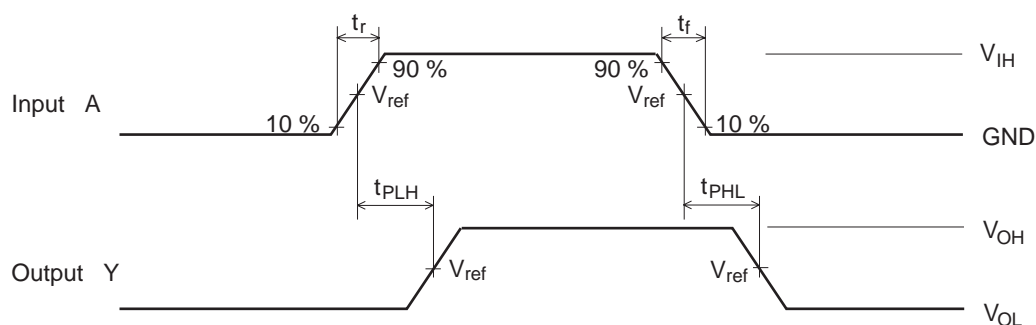 tr
tf
90 %
90 %
VIH
Input A
Vref
Vref
10 %
10 %
GND
tPLH
tPHL
VOH
Output Y
Vref
Vref
VOL